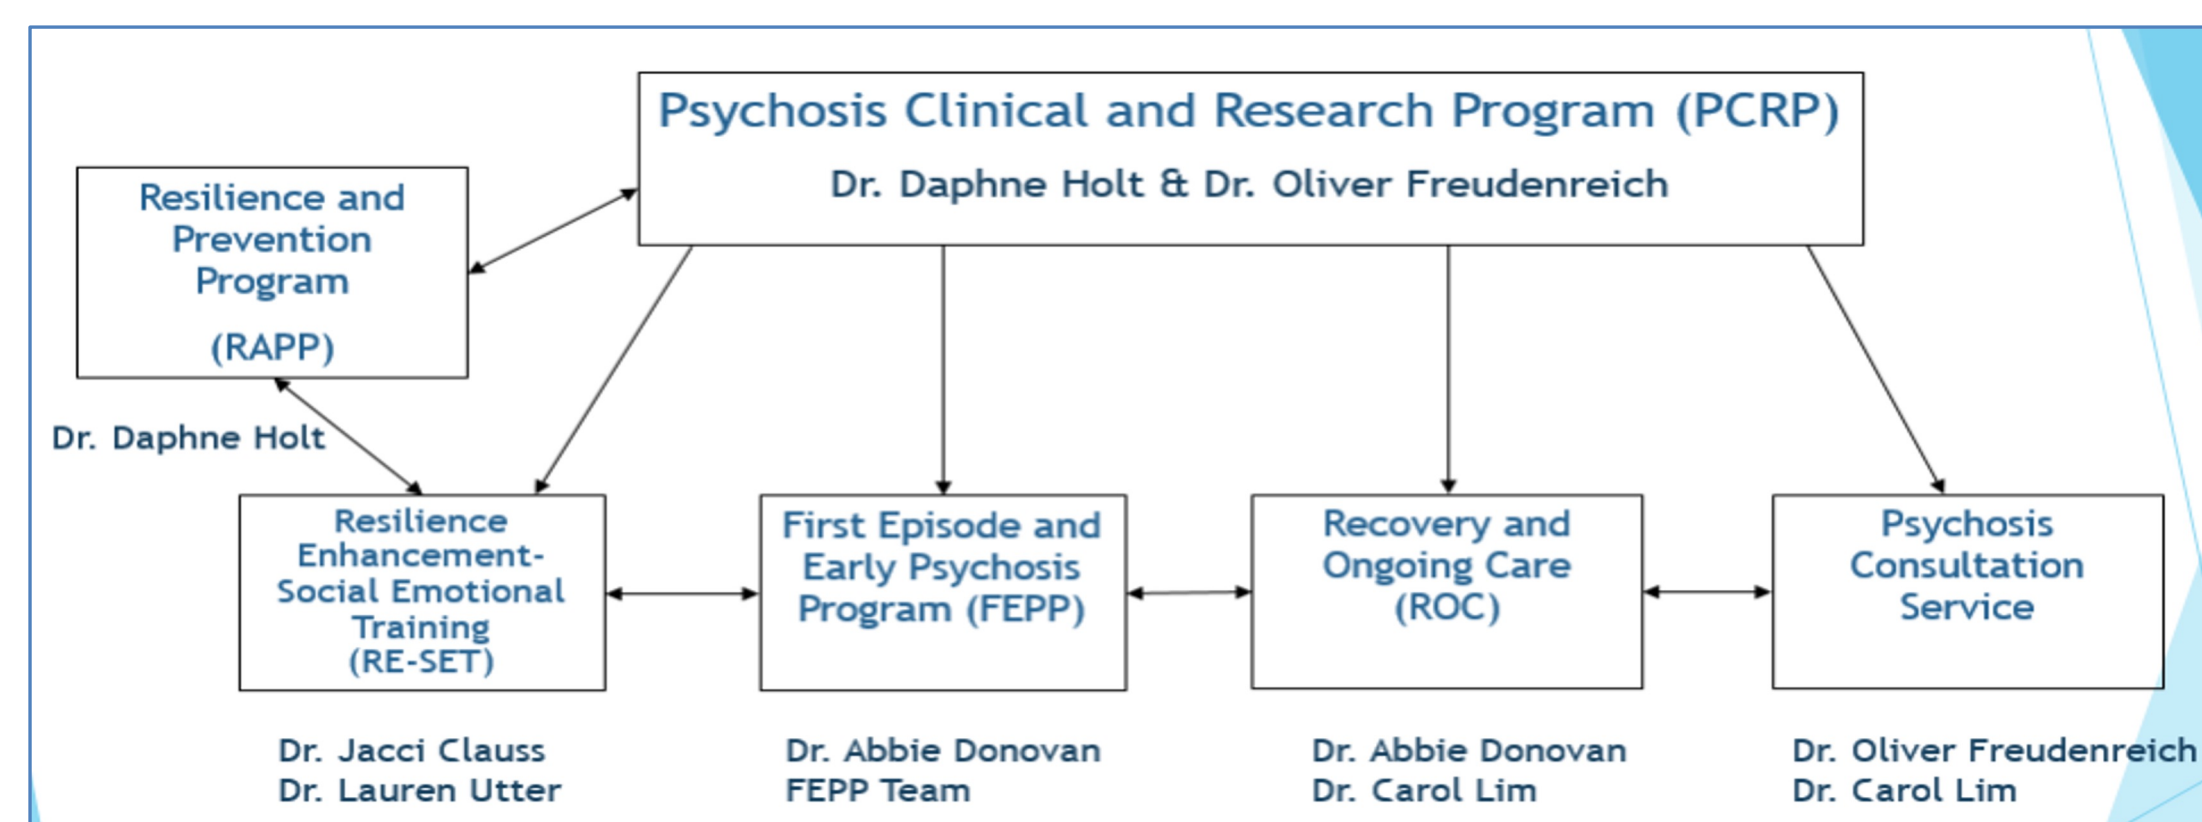 Psychosis Clinical and Research Program (PCRP)
Dr. Daphne Holt & Dr. Oliver Freudenreich
Resilience and
Prevention
Program
(RAPP)
Dr. Daphne Holt
Resilience
Enhancement-
Social Emotional
Training
(RE-SET)
Dr. Jacci Clauss
Dr. Lauren Utter
First Episode and
Early Psychosis
Program (FEPP)
Dr. Abbie Donovan
FEPP Team
Recovery and
Ongoing Care
(ROC)
Dr. Abbie Donovan
Dr. Carol Lim
Psychosis
Consultation
Service
Dr. Oliver Freudenreich
Dr. Carol Lim